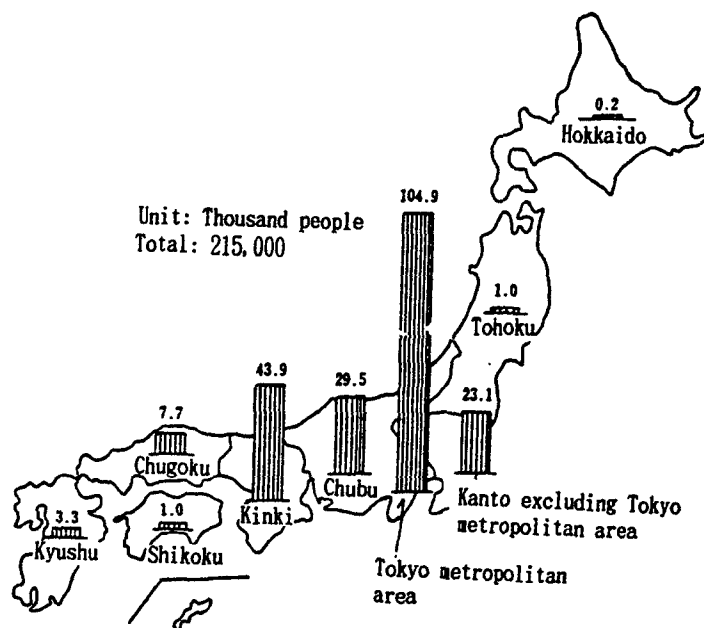 0.2
Hokkaido
104.9
Unit: Thousand people
Total: 215,000
1.0
Tohoku
43.9
29.5
23.1
7.7
Chugoku
Chubu
Kinki
Kanto excluding Tokyo
metropolitan area
3.3
Kyushu
1.0
Shikoku
Tokyo metropolitan
area